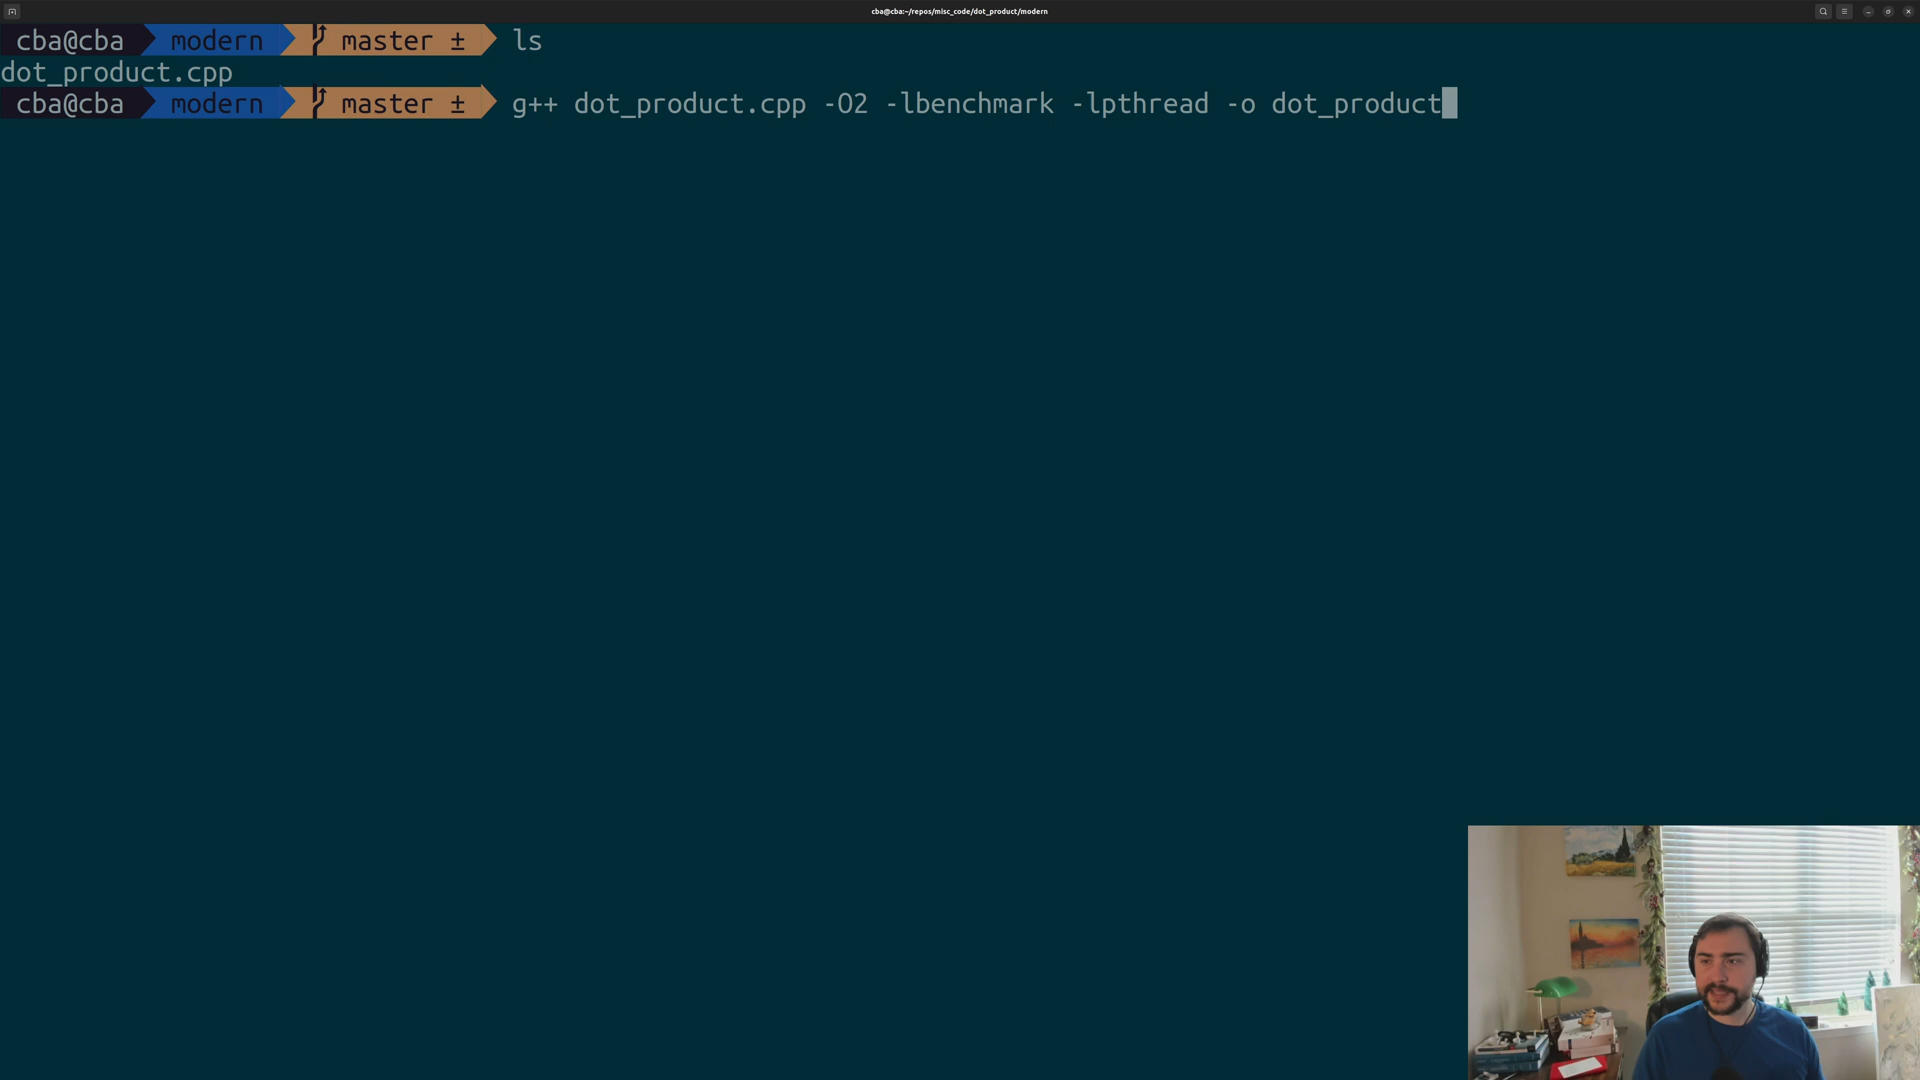 cba@cba:~/repos/misc_code/dot_product/modern
cba@cba modern master ± ls
dot_product.cpp
cba@cba modern master ± g++ dot_product.cpp -O2 -lbenchmark -lpthread -o dot_product